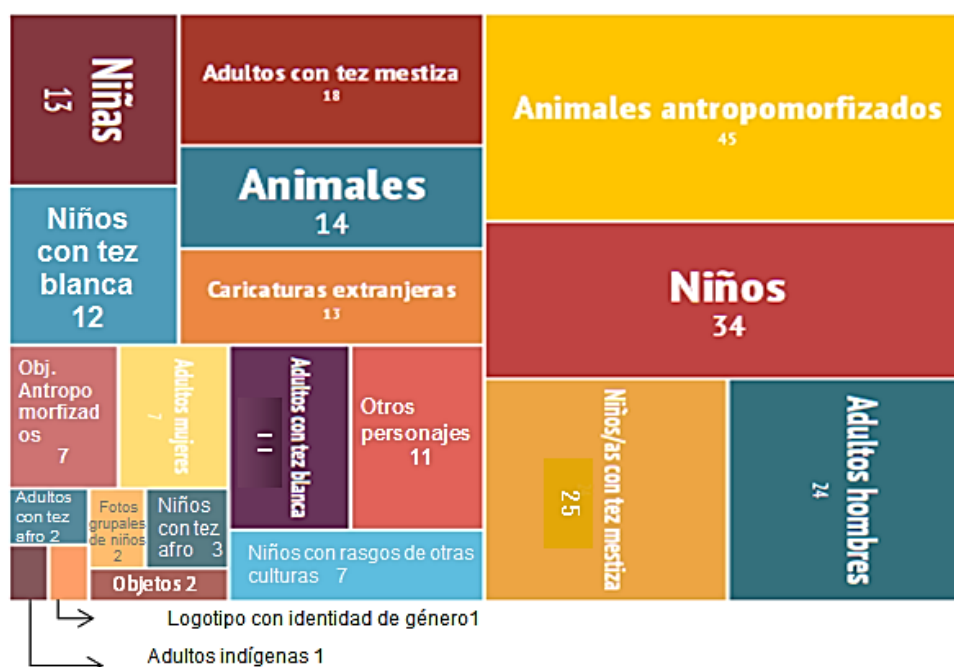 Niñas
13
Adultos con tez mestiza
18
Animales antropomorfizados
45
Animales
14
Niños
con tez
blanca
12
Caricaturas extranjeras
13
Niños
34
Obj.
Antropo
morfizad
os
7
Adultos mujeres
7
Adultos con tez blanca
11
Otros
personajes
11
Niños/as con tez mestiza
25
Adultos hombres
24
Adultos
con tez
afro 2
Fotos
grupales
de niños
2
Niños
con tez
afro 3
Niños con rasgos de otras
culturas 7
Objetos 2
Logotipo con identidad de género1
Adultos indígenas 1